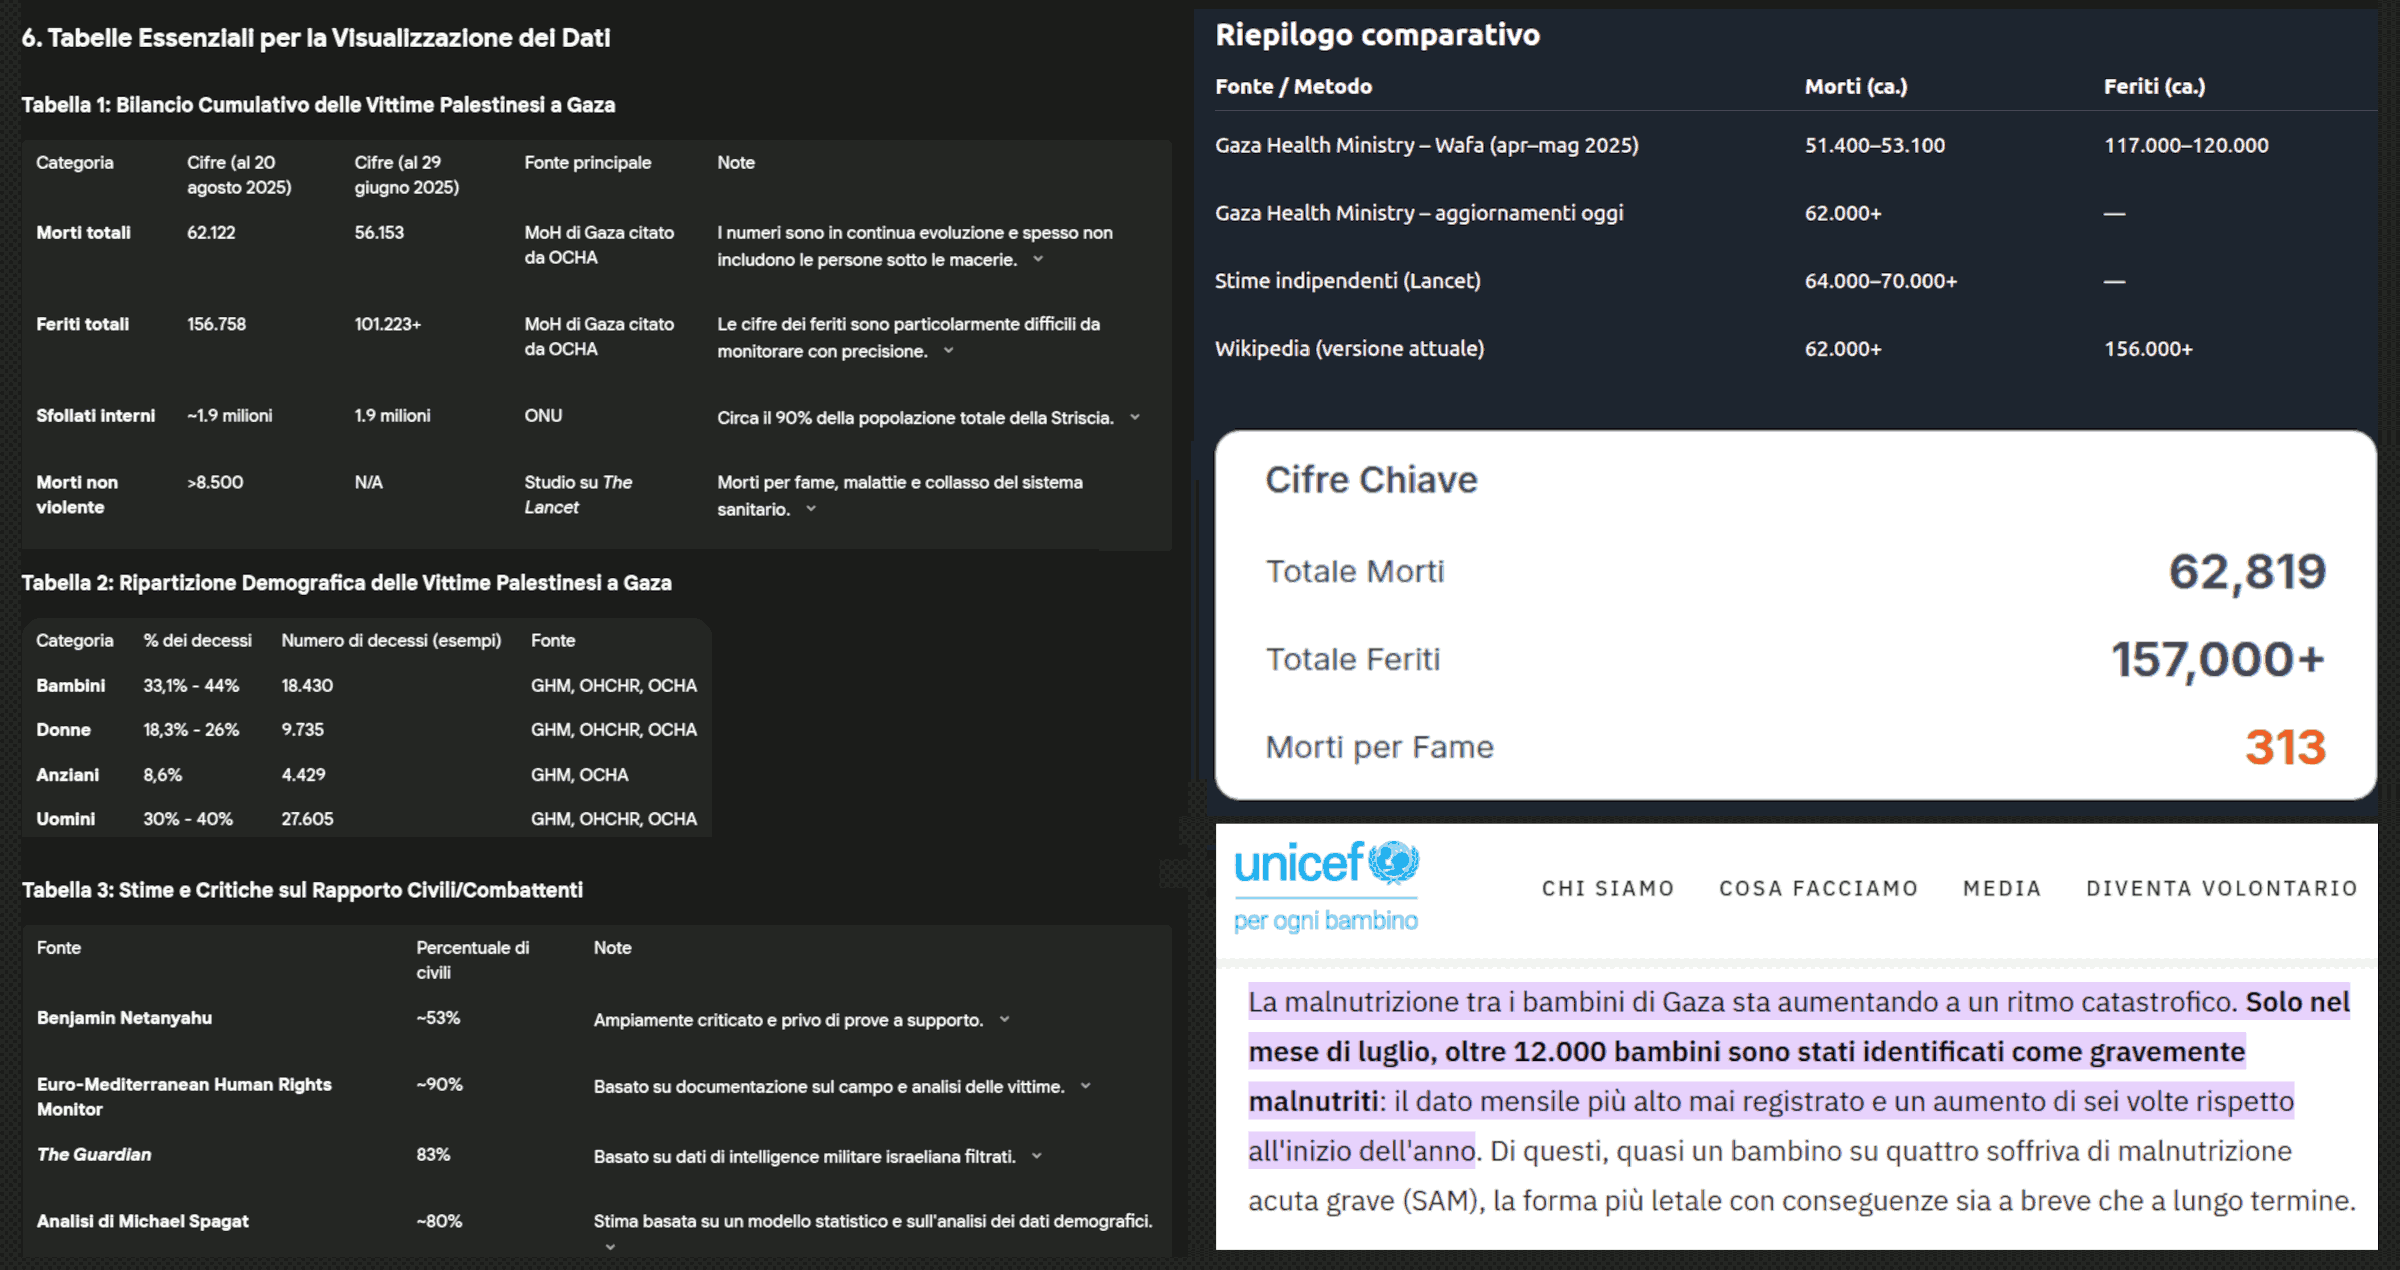 6. Tabelle Essenziali per la Visualizzazione dei Dati
Tabella 1: Bilancio Cumulativo delle Vittime Palestinesi a Gaza
Categoria Cifre (al 20 agosto 2025) Cifre (al 29 giugno 2025) Fonte principale Note
Morti totali 62.122 56.153 MoH di Gaza citato da OCHA I numeri sono in continua evoluzione e spesso non includono le persone sotto le macerie.
Feriti totali 156.758 101.223+ MoH di Gaza citato da OCHA Le cifre dei feriti sono particolarmente difficili da monitorare con precisione.
Sfollati interni ~1.9 milioni 1.9 milioni ONU Circa il 90% della popolazione totale della Striscia.
Morti non violente >8.500 N/A Studio su The Lancet Morti per fame, malattie e collasso del sistema sanitario.
Tabella 2: Ripartizione Demografica delle Vittime Palestinesi a Gaza
Categoria % dei decessi Numero di decessi (esempi) Fonte
Bambini 33,1% - 44% 18.430 GHM, OHCHR, OCHA
Donne 18,3% - 26% 9.735 GHM, OHCHR, OCHA
Anziani 8,6% 4.429 GHM, OCHA
Uomini 30% - 40% 27.605 GHM, OHCHR, OCHA
Tabella 3: Stime e Critiche sul Rapporto Civili/Combattenti
Fonte Percentuale di civili Note
Benjamin Netanyahu ~53% Ampiamente criticato e privo di prove a supporto.
Euro-Mediterranean Human Rights Monitor ~90% Basato su documentazione sul campo e analisi delle vittime.
The Guardian 83% Basato su dati di intelligence militare israeliana filtrati.
Analisi di Michael Spagat ~80% Stima basata su un modello statistico e sull'analisi dei dati demografici.
Riepilogo comparativo
Fonte / Metodo Morti (ca.) Feriti (ca.)
Gaza Health Ministry – Wafa (apr–mag 2025) 51.400–53.100 117.000–120.000
Gaza Health Ministry – aggiornamenti oggi 62.000+ —
Stime indipendenti (Lancet) 64.000–70.000+ —
Wikipedia (versione attuale) 62.000+ 156.000+
Cifre Chiave
Totale Morti 62,819
Totale Feriti 157,000+
Morti per Fame 313
unicef
per ogni bambino
CHI SIAMO COSA FACCIAMO MEDIA DIVENTA VOLONTARIO
La malnutrizione tra i bambini di Gaza sta aumentando a un ritmo catastrofico. Solo nel
mese di luglio, oltre 12.000 bambini sono stati identificati come gravemente
malnutriti: il dato mensile più alto mai registrato e un aumento di sei volte rispetto
all'inizio dell'anno. Di questi, quasi un bambino su quattro soffriva di malnutrizione
acuta grave (SAM), la forma più letale con conseguenze sia a breve che a lungo termine.